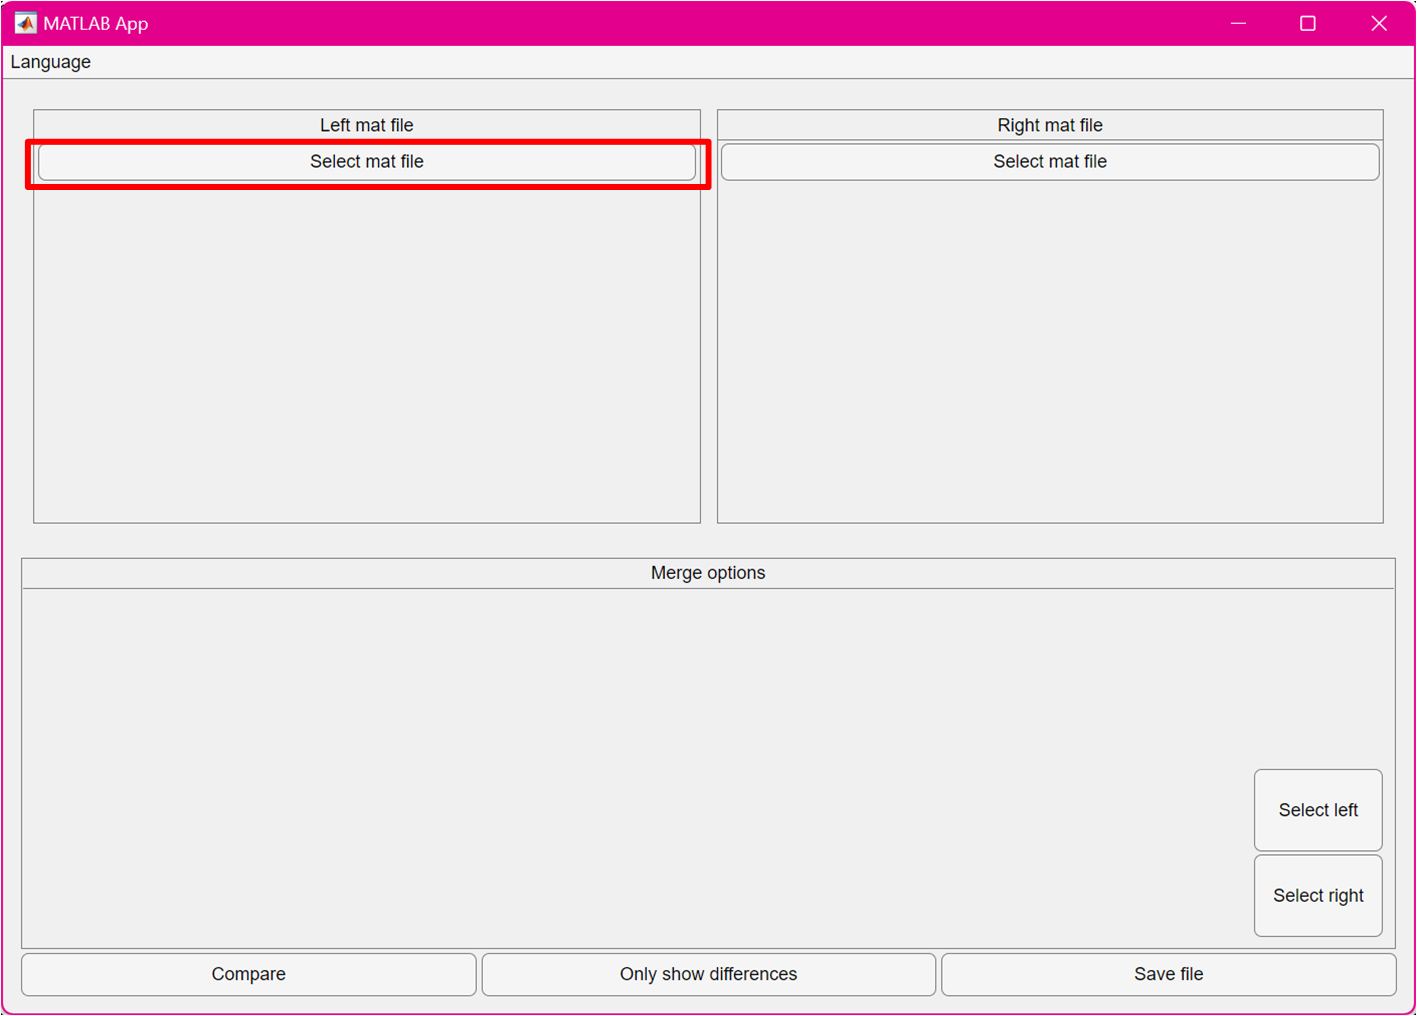 MATLAB App
Language
Left mat file
Right mat file
Select mat file
Select mat file
Merge options
Select left
Select right
Compare
Only show differences
Save file